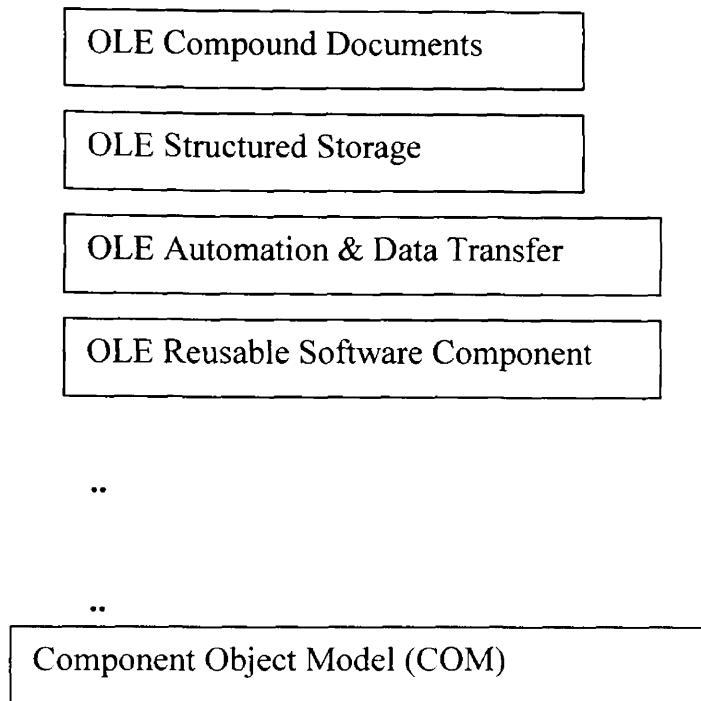 OLE Compound Documents
OLE Structured Storage
OLE Automation & Data Transfer
OLE Reusable Software Component
..
..
Component Object Model (COM)